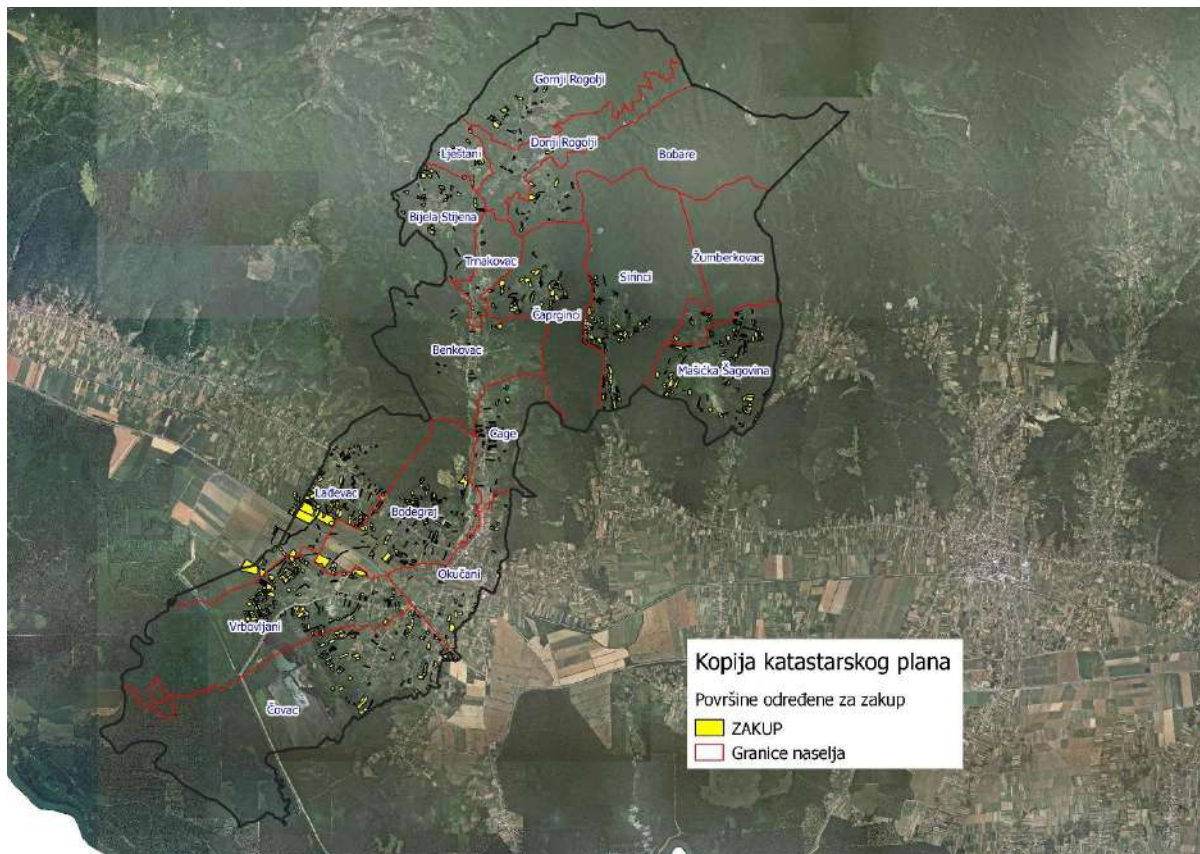 Gornji Rogolji
Donji Rogolji
Lještani
Bobare
Bijela Stijena
Trnakovac
Žumberkovac
Širinci
Čaprginci
Benkovac
Mašička Šagovina
Cage
Lađevac
Bodegraj
Okučani
Vrbovljani
Čovac
Kopija katastarskog plana
Površine određene za zakup
ZAKUP
Granice naselja